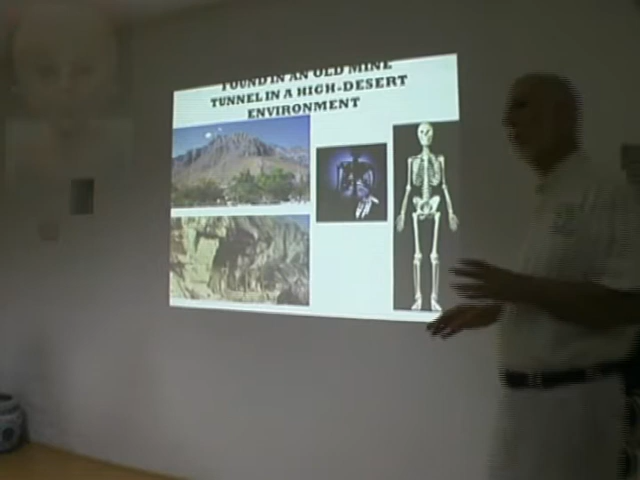 FOUND IN AN OLD MINE
TUNNEL IN A HIGH-DESERT
ENVIRONMENT